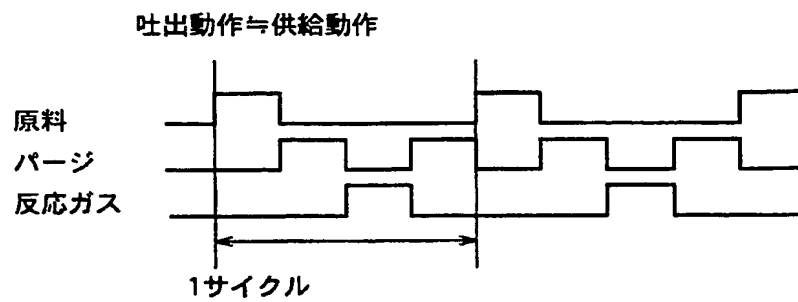 吐出動作≒供給動作
原料
パージ
反応ガス
1サイクル